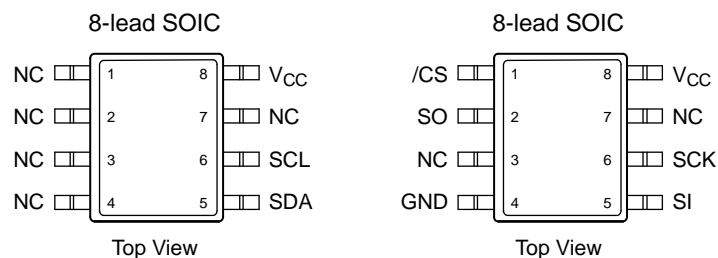 8-lead SOIC
NC 1 8 VCC
NC 2 7 NC
NC 3 6 SCL
NC 4 5 SDA
Top View
8-lead SOIC
/CS 1 8 VCC
SO 2 7 NC
NC 3 6 SCK
GND 4 5 SI
Top View